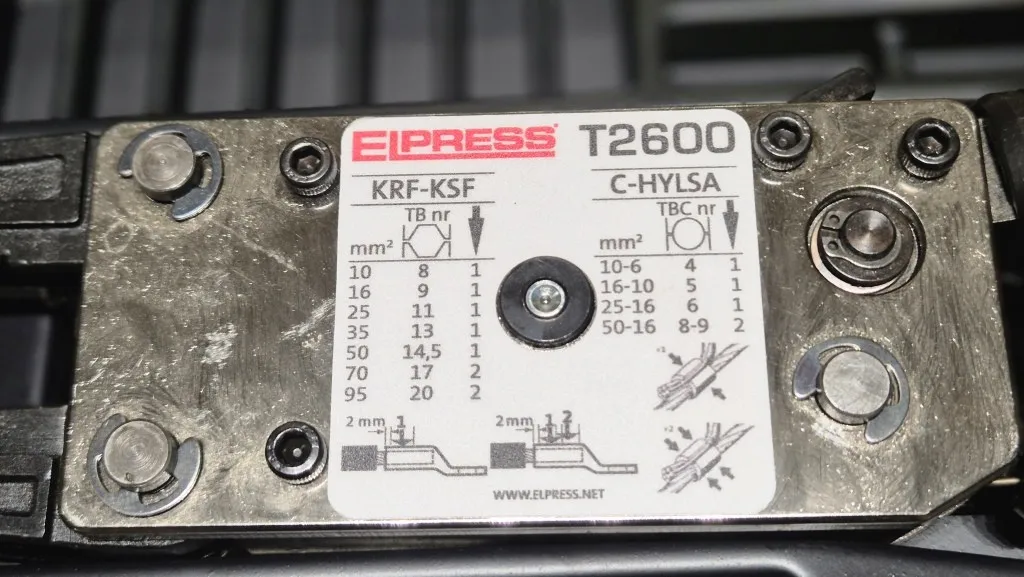 ELPRESS T2600
KRF-KSF
TB nr
mm²
10 8 1
16 9 1
25 11 1
35 13 1
50 14,5 1
70 17 2
95 20 2
C-HYLSA
TBC nr
mm²
10-6 4 1
16-10 5 1
25-16 6 1
50-16 8-9 2
×1
2 mm 1
2 mm 1 2
×2
WWW.ELPRESS.NET